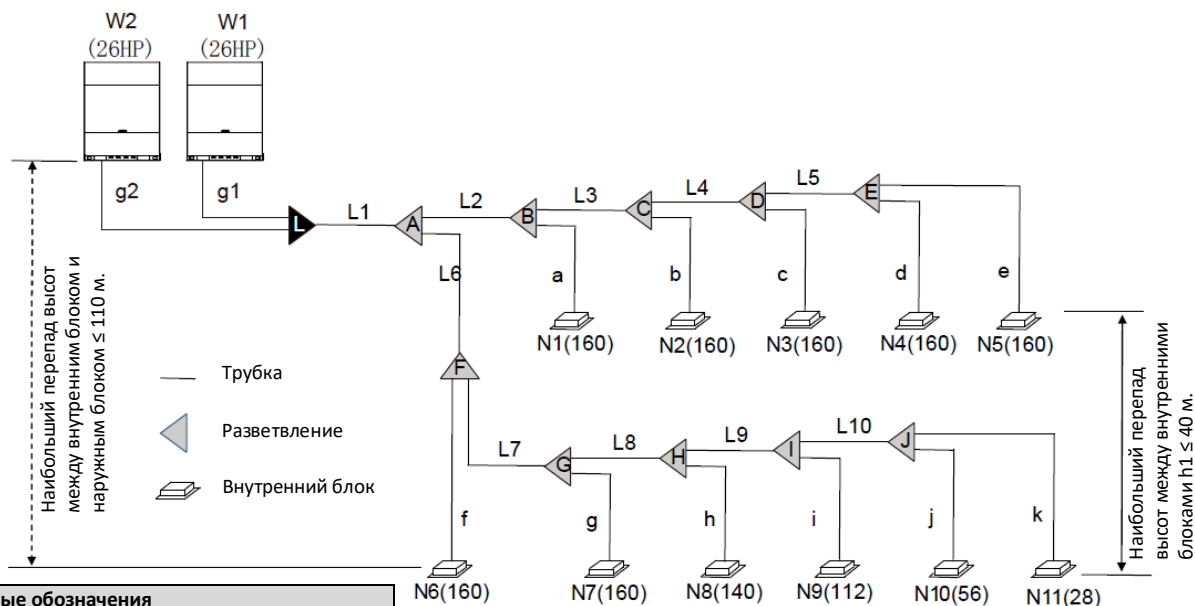 W2
(26HP)
W1
(26HP)
g2
g1
L
L1
A
L2
B
L3
C
L4
D
L5
E
a
b
c
d
e
L6
N1(160)
N2(160)
N3(160)
N4(160)
N5(160)
Наибольший перепад высот
между внутренним блоком и
наружным блоком ≤ 110 м.
Трубка
Разветвление
Внутренний блок
F
L7
G
L8
H
L9
I
L10
J
f
g
h
i
j
k
N6(160)
N7(160)
N8(140)
N9(112)
N10(56)
N11(28)
Наибольший перепад
высот между внутренними
блоками h1 ≤ 40 м.
ые обозначения